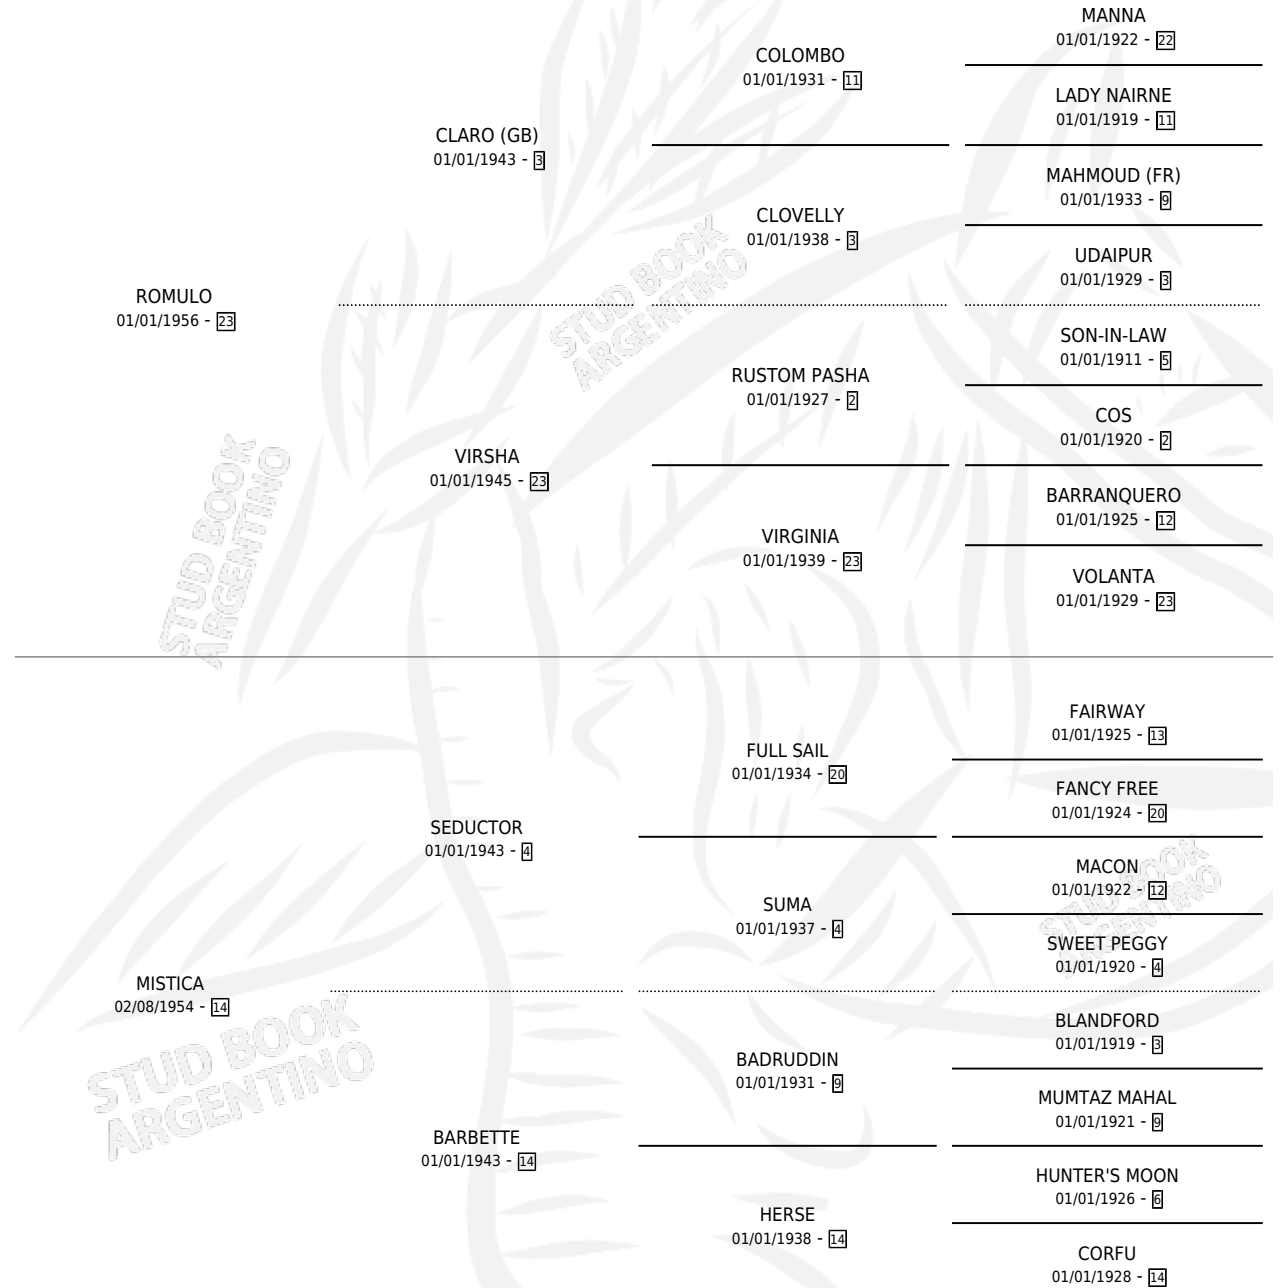 MANNA
01/01/1922 - 22
COLOMBO
01/01/1931 - 11
LADY NAIRNE
01/01/1919 - 11
CLARO (GB)
01/01/1943 - 3
MAHMOUD (FR)
01/01/1933 - 9
CLOVELLY
01/01/1938 - 3
UDAIPUR
01/01/1929 - 3
ROMULO
01/01/1956 - 23
STUD BOOK
ARGENTINO
SON-IN-LAW
01/01/1911 - 5
RUSTOM PASHA
01/01/1927 - 2
COS
01/01/1920 - 2
VIRSHA
01/01/1945 - 23
BARRANQUERO
01/01/1925 - 12
VIRGINIA
01/01/1939 - 23
VOLANTA
01/01/1929 - 23
STUD BOOK
ARGENTINO
FAIRWAY
01/01/1925 - 13
FULL SAIL
01/01/1934 - 20
FANCY FREE
01/01/1924 - 20
SEDUCTOR
01/01/1943 - 4
MACON
01/01/1922 - 12
SUMA
01/01/1937 - 4
SWEET PEGGY
01/01/1920 - 4
STUD BOOK
ARGENTINO
MISTICA
02/08/1954 - 14
BLANDFORD
01/01/1919 - 3
BADRUDDIN
01/01/1931 - 9
MUMTAZ MAHAL
01/01/1921 - 9
STUD BOOK
ARGENTINO
BARBETTE
01/01/1943 - 14
HUNTER'S MOON
01/01/1926 - 6
HERSE
01/01/1938 - 14
CORFU
01/01/1928 - 14